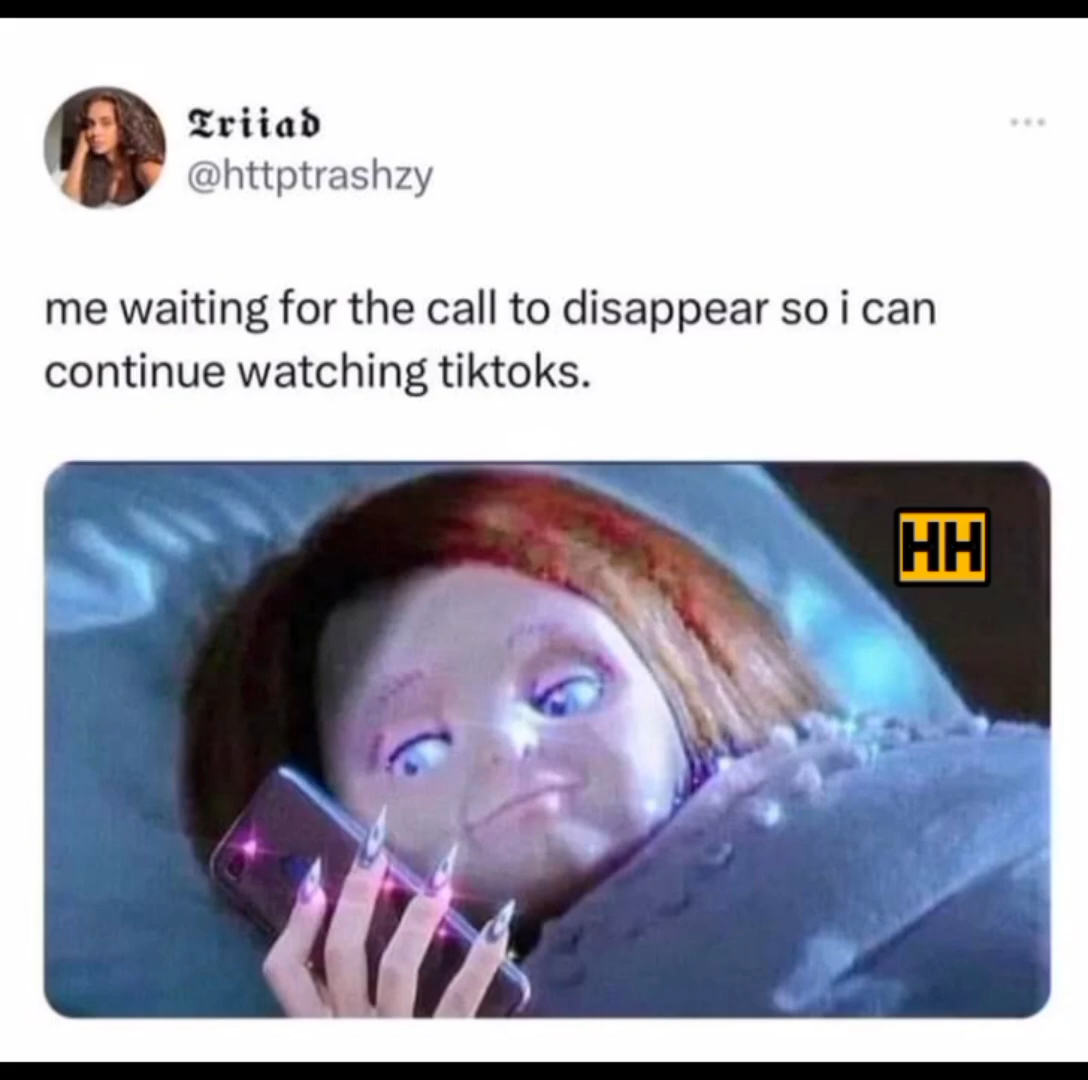 Triiad
@httptrashzy
me waiting for the call to disappear so i can
continue watching tiktoks.
HH